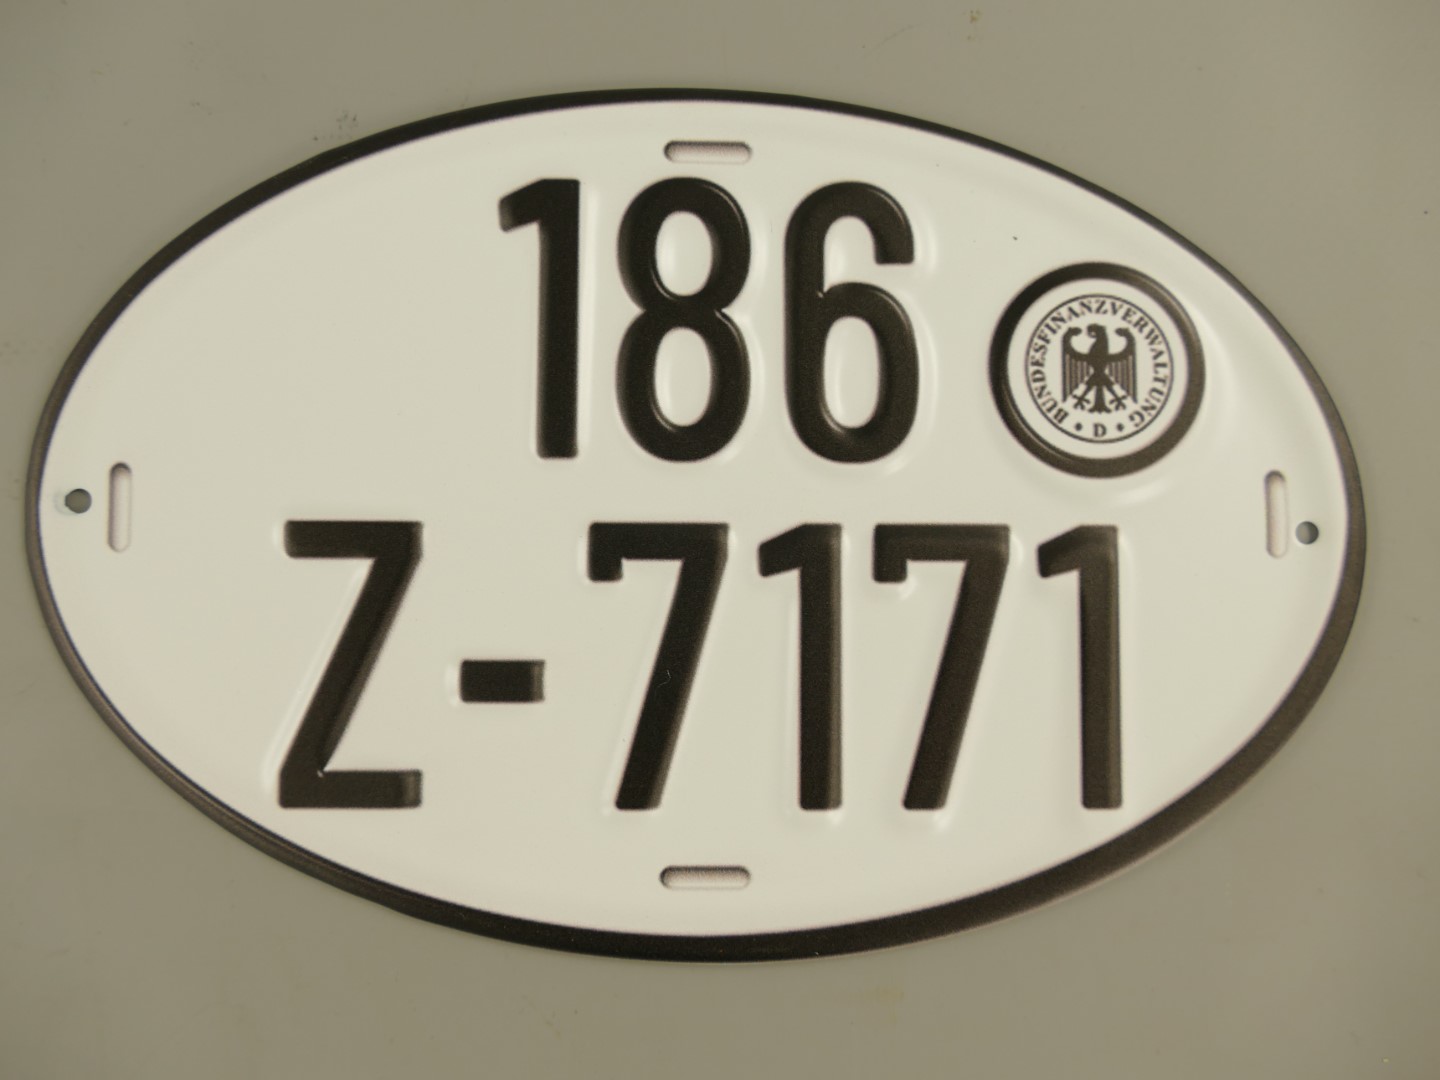 186
BUNDESFINANZVERWALTUNG
D
Z-7171